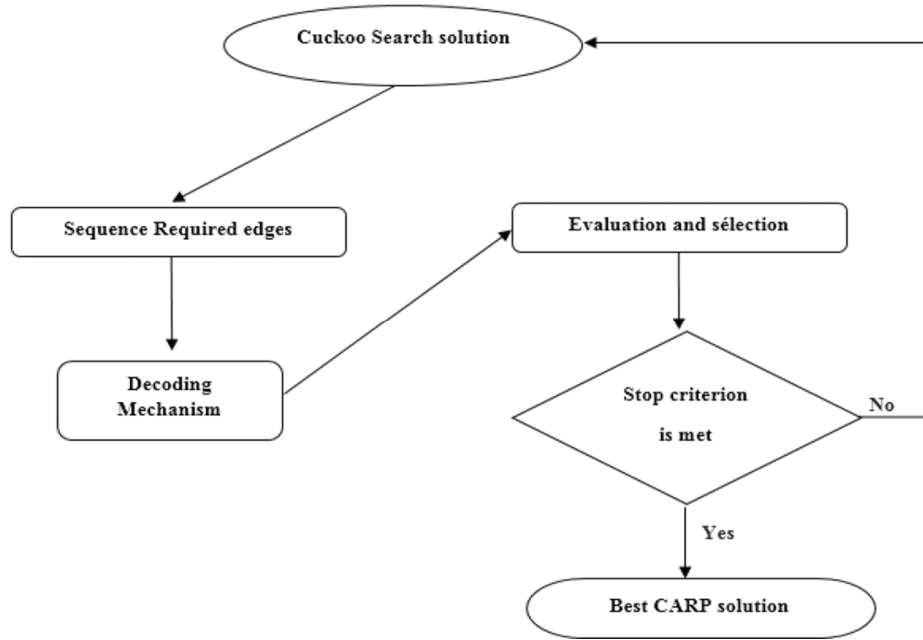 Cuckoo Search solution
Sequence Required edges
Decoding
Mechanism
Evaluation and sélection
Stop criterion
is met
No
Yes
Best CARP solution